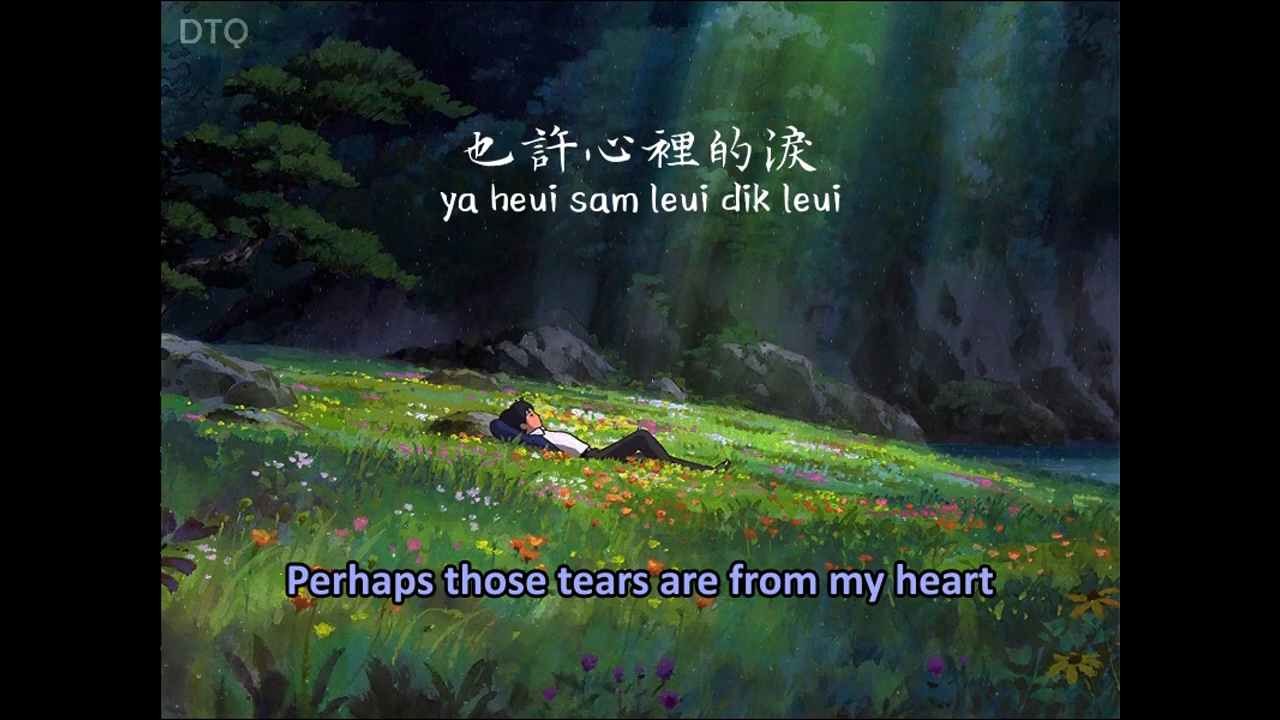 DTQ
也許心裡的淚
ya heui sam leui dik leui
Perhaps those tears are from my heart